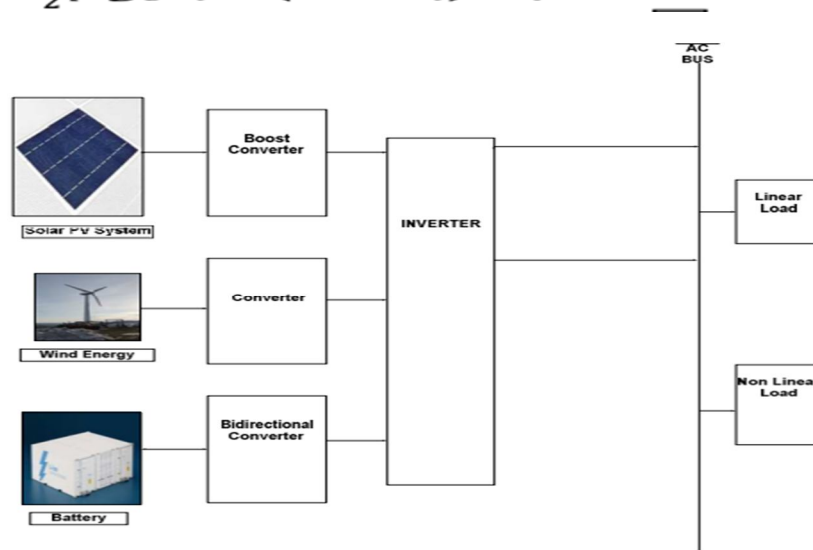 AC
BUS
Boost
Converter
Solar PV System
INVERTER
Linear
Load
Converter
Wind Energy
Non Linea
Load
Bidirectional
Converter
Battery